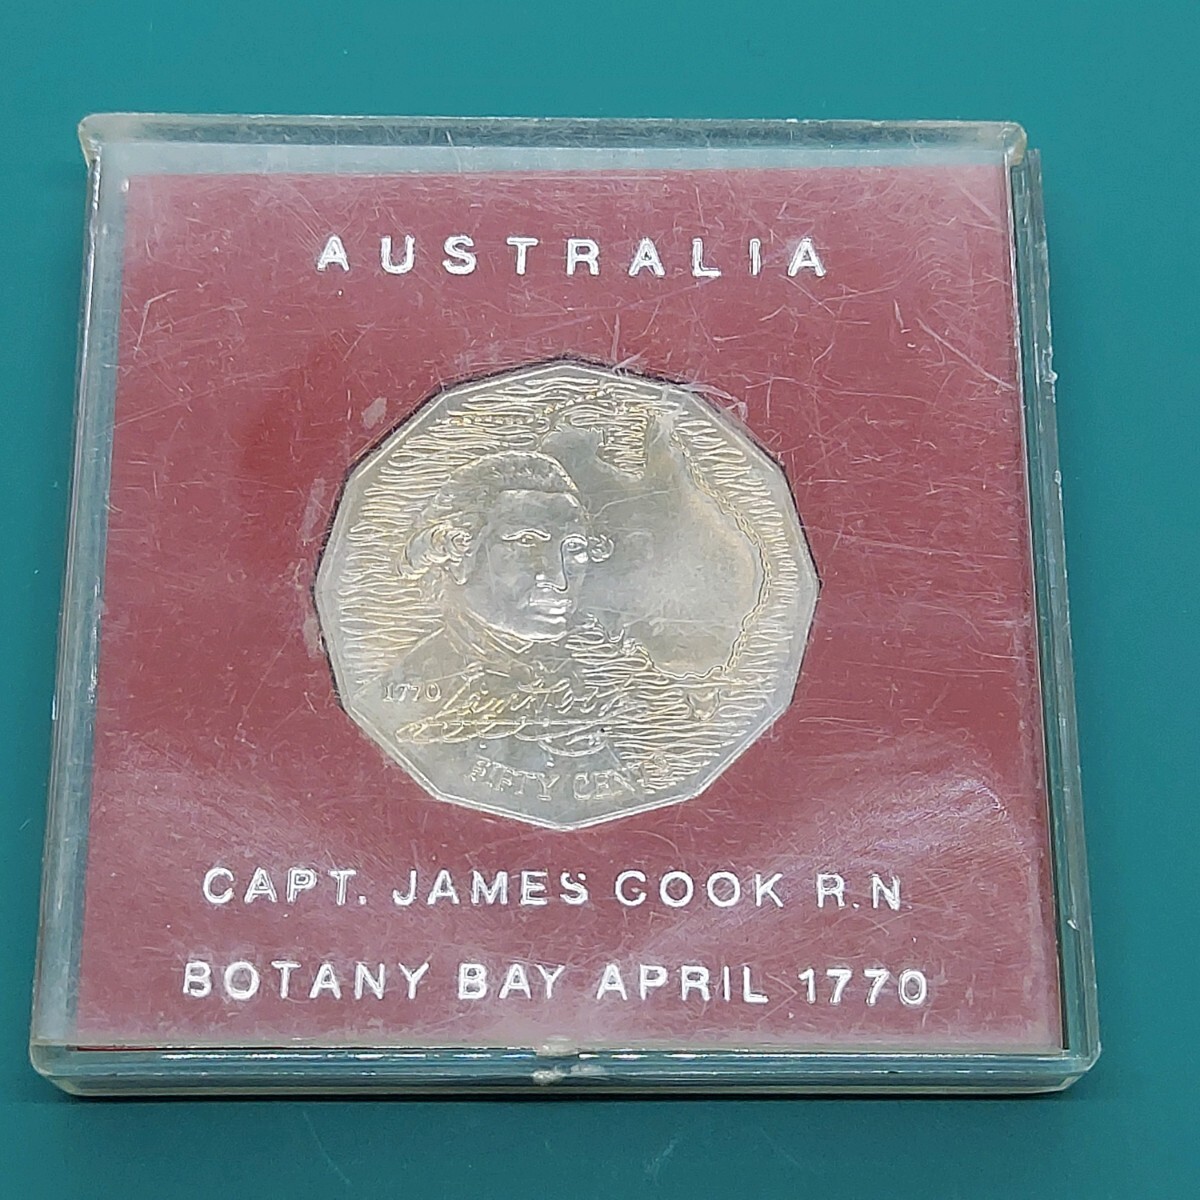 AUSTRALIA
1770
FIFTY CENTS
CAPT. JAMES COOK R.N.
BOTANY BAY APRIL 1770